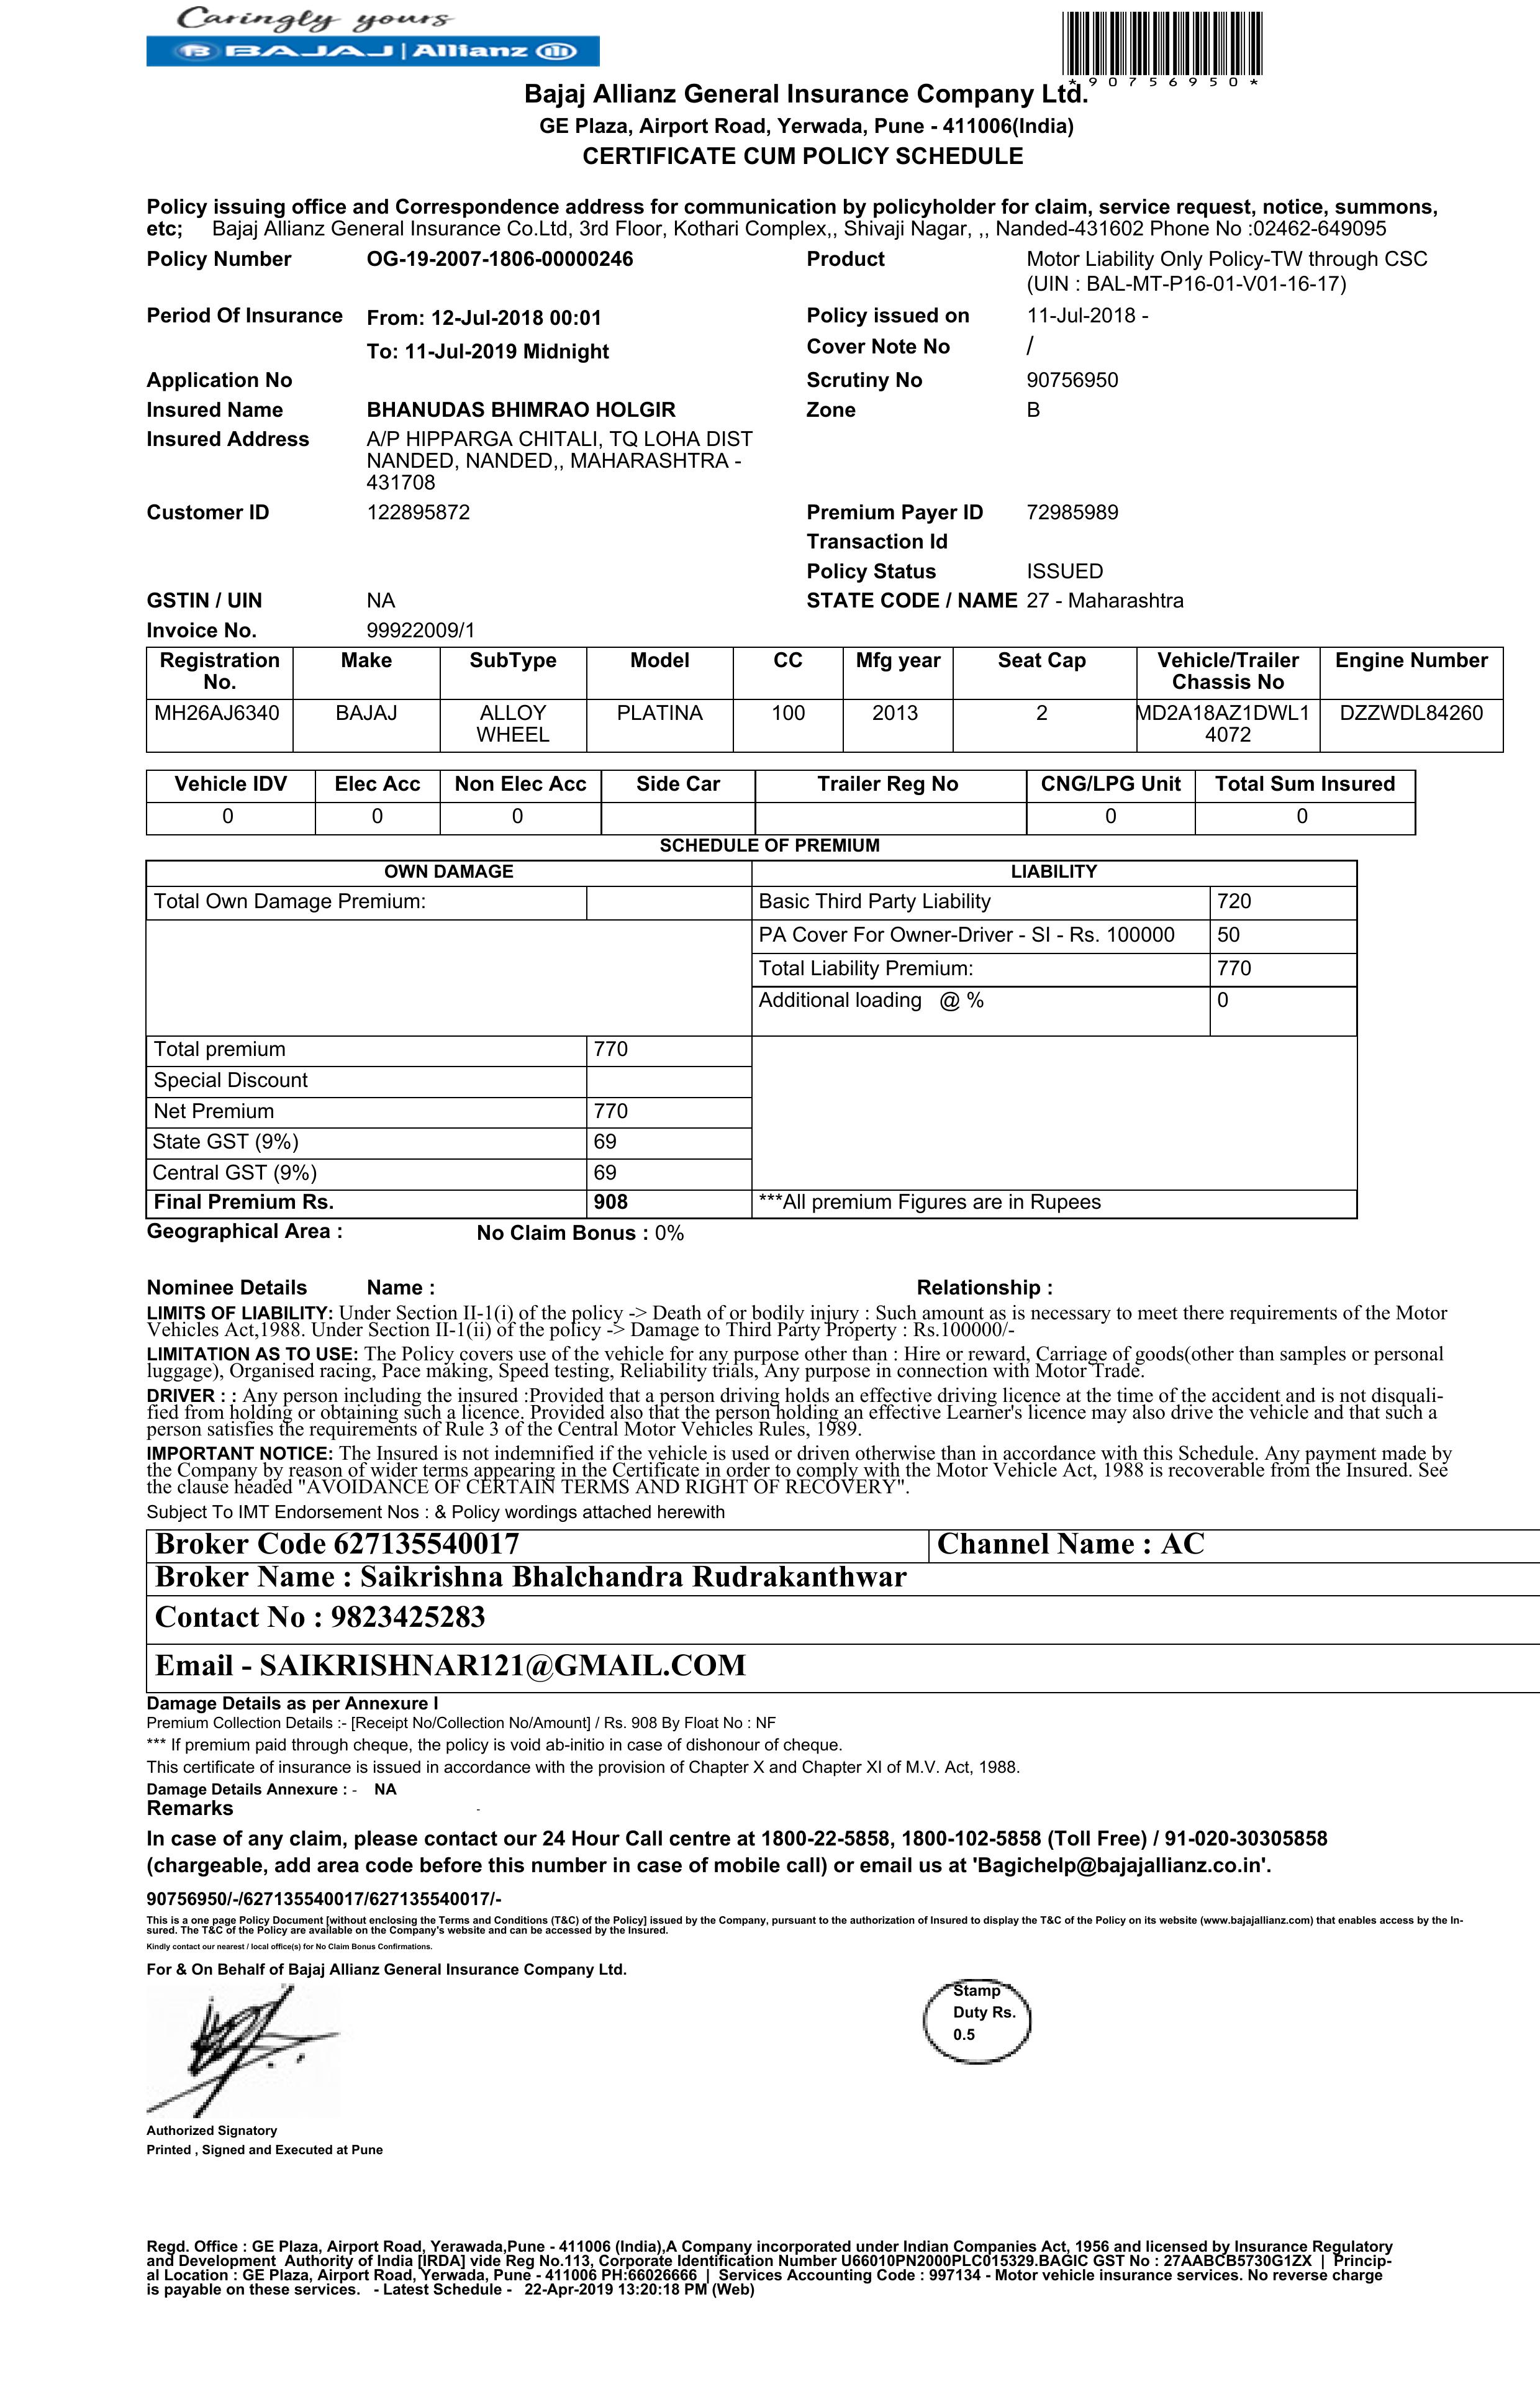 Caringly yours
BAJAJ | Allianz
*90756950*
Bajaj Allianz General Insurance Company Ltd.
GE Plaza, Airport Road, Yerwada, Pune - 411006(India)
CERTIFICATE CUM POLICY SCHEDULE
Policy issuing office and Correspondence address for communication by policyholder for claim, service request, notice, summons,
etc; Bajaj Allianz General Insurance Co.Ltd, 3rd Floor, Kothari Complex,, Shivaji Nagar, ,, Nanded-431602 Phone No :02462-649095
Policy Number OG-19-2007-1806-00000246 Product Motor Liability Only Policy-TW through CSC
(UIN : BAL-MT-P16-01-V01-16-17)
Period Of Insurance From: 12-Jul-2018 00:01 Policy issued on 11-Jul-2018 -
To: 11-Jul-2019 Midnight Cover Note No /
Application No Scrutiny No 90756950
Insured Name BHANUDAS BHIMRAO HOLGIR Zone B
Insured Address A/P HIPPARGA CHITALI, TQ LOHA DIST
NANDED, NANDED,, MAHARASHTRA -
431708
Customer ID 122895872 Premium Payer ID 72985989
Transaction Id
Policy Status ISSUED
GSTIN / UIN NA STATE CODE / NAME 27 - Maharashtra
Invoice No. 99922009/1
Registration Make SubType Model CC Mfg year Seat Cap Vehicle/Trailer Engine Number
No. Chassis No
MH26AJ6340 BAJAJ ALLOY PLATINA 100 2013 2 MD2A18AZ1DWL1 DZZWDL84260
WHEEL 4072
Vehicle IDV Elec Acc Non Elec Acc Side Car Trailer Reg No CNG/LPG Unit Total Sum Insured
0 0 0 0 0
SCHEDULE OF PREMIUM
OWN DAMAGE LIABILITY
Total Own Damage Premium: Basic Third Party Liability 720
PA Cover For Owner-Driver - SI - Rs. 100000 50
Total Liability Premium: 770
Additional loading @ % 0
Total premium 770
Special Discount
Net Premium 770
State GST (9%) 69
Central GST (9%) 69
Final Premium Rs. 908 ***All premium Figures are in Rupees
Geographical Area : No Claim Bonus : 0%
Nominee Details Name : Relationship :
LIMITS OF LIABILITY: Under Section II-1(i) of the policy -> Death of or bodily injury : Such amount as is necessary to meet there requirements of the Motor
Vehicles Act,1988. Under Section II-1(ii) of the policy -> Damage to Third Party Property : Rs.100000/-
LIMITATION AS TO USE: The Policy covers use of the vehicle for any purpose other than : Hire or reward, Carriage of goods(other than samples or personal
luggage), Organised racing, Pace making, Speed testing, Reliability trials, Any purpose in connection with Motor Trade.
DRIVER : : Any person including the insured :Provided that a person driving holds an effective driving licence at the time of the accident and is not disquali-
fied from holding or obtaining such a licence. Provided also that the person holding an effective Learner's licence may also drive the vehicle and that such a
person satisfies the requirements of Rule 3 of the Central Motor Vehicles Rules, 1989.
IMPORTANT NOTICE: The Insured is not indemnified if the vehicle is used or driven otherwise than in accordance with this Schedule. Any payment made by
the Company by reason of wider terms appearing in the Certificate in order to comply with the Motor Vehicle Act, 1988 is recoverable from the Insured. See
the clause headed "AVOIDANCE OF CERTAIN TERMS AND RIGHT OF RECOVERY".
Subject To IMT Endorsement Nos : & Policy wordings attached herewith
Broker Code 627135540017 Channel Name : AC
Broker Name : Saikrishna Bhalchandra Rudrakanthwar
Contact No : 9823425283
Email - SAIKRISHNAR121@GMAIL.COM
Damage Details as per Annexure I
Premium Collection Details :- [Receipt No/Collection No/Amount] / Rs. 908 By Float No : NF
*** If premium paid through cheque, the policy is void ab-initio in case of dishonour of cheque.
This certificate of insurance is issued in accordance with the provision of Chapter X and Chapter XI of M.V. Act, 1988.
Damage Details Annexure : - NA
Remarks -
In case of any claim, please contact our 24 Hour Call centre at 1800-22-5858, 1800-102-5858 (Toll Free) / 91-020-30305858
(chargeable, add area code before this number in case of mobile call) or email us at 'Bagichelp@bajajallianz.co.in'.
90756950/-/627135540017/627135540017/-
This is a one page Policy Document [without enclosing the Terms and Conditions (T&C) of the Policy] issued by the Company, pursuant to the authorization of Insured to display the T&C of the Policy on its website (www.bajajallianz.com) that enables access by the In-
sured. The T&C of the Policy are available on the Company's website and can be accessed by the Insured.
Kindly contact our nearest / local office(s) for No Claim Bonus Confirmations.
For & On Behalf of Bajaj Allianz General Insurance Company Ltd.
Stamp
Duty Rs.
0.5
Authorized Signatory
Printed , Signed and Executed at Pune
Regd. Office : GE Plaza, Airport Road, Yerawada,Pune - 411006 (India),A Company incorporated under Indian Companies Act, 1956 and licensed by Insurance Regulatory
and Development Authority of India [IRDA] vide Reg No.113, Corporate Identification Number U66010PN2000PLC015329.BAGIC GST No : 27AABCB5730G1ZX | Princip-
al Location : GE Plaza, Airport Road, Yerwada, Pune - 411006 PH:66026666 | Services Accounting Code : 997134 - Motor vehicle insurance services. No reverse charge
is payable on these services. - Latest Schedule - 22-Apr-2019 13:20:18 PM (Web)